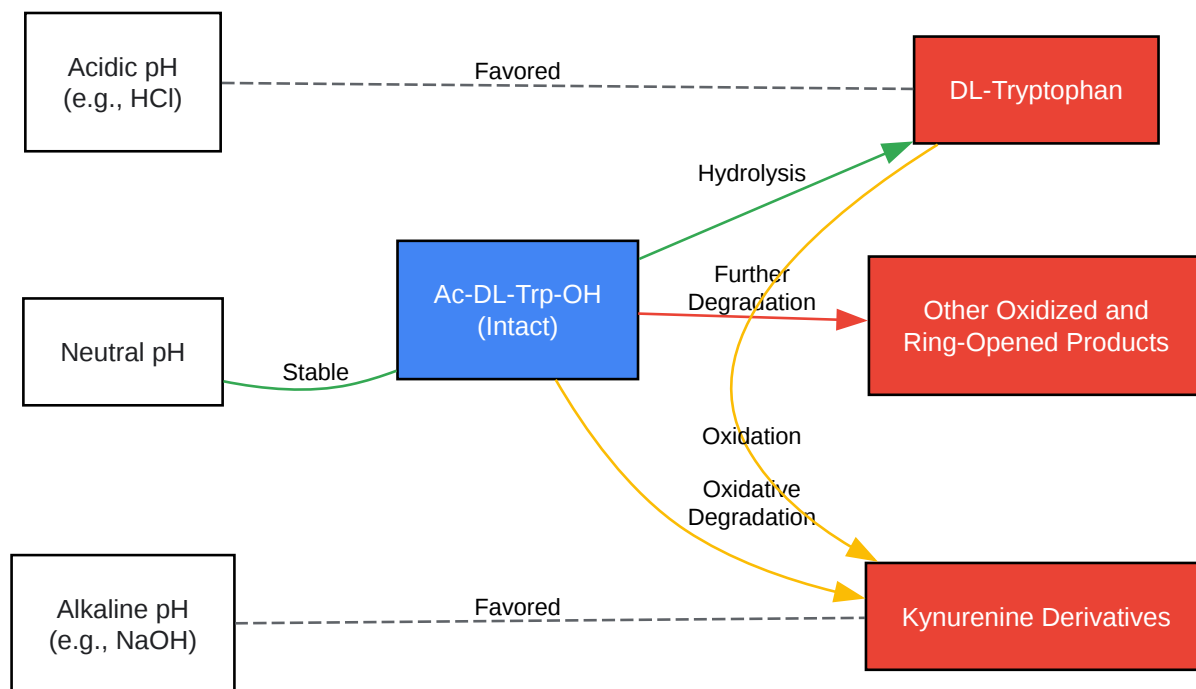 Acidic pH
(e.g., HCl)
Favored
DL-Tryptophan
Hydrolysis
Ac-DL-Trp-OH
(Intact)
Further
Degradation
Other Oxidized and
Ring-Opened Products
Neutral pH
Stable
Oxidation
Oxidative
Degradation
Alkaline pH
(e.g., NaOH)
Favored
Kynurenine Derivatives